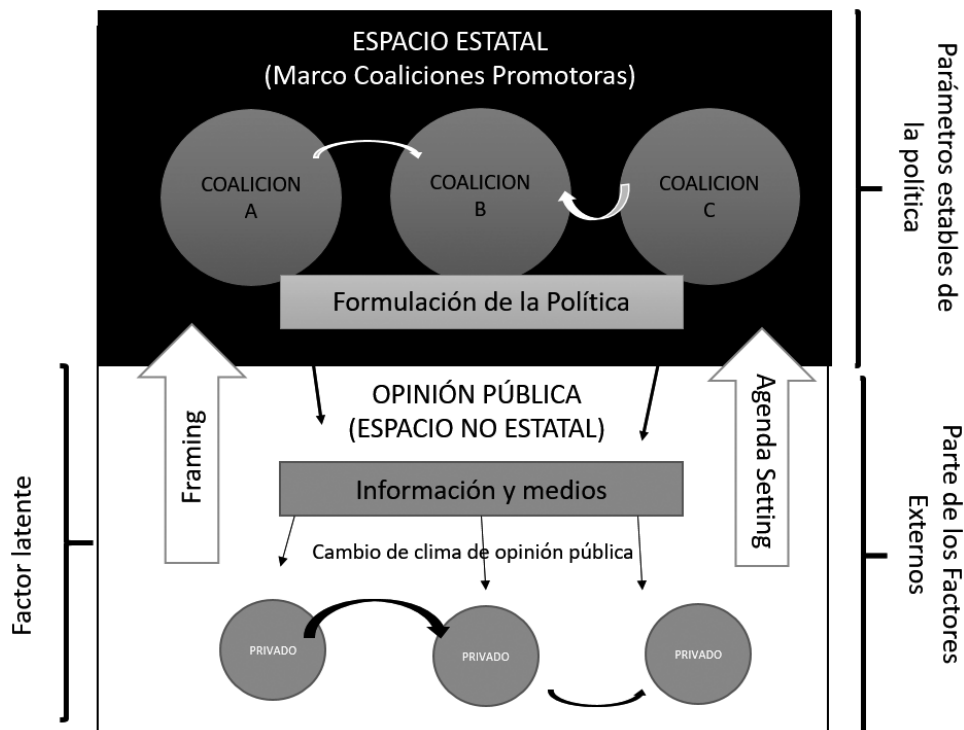 ESPACIO ESTATAL
(Marco Coaliciones Promotoras)
COALICION
A
COALICION
B
COALICION
C
Formulación de la Política
Parámetros estables de
la política
Framing
Agenda Setting
OPINIÓN PÚBLICA
(ESPACIO NO ESTATAL)
Información y medios
Cambio de clima de opinión pública
Factor latente
Parte de los Factores
Externos
PRIVADO
PRIVADO
PRIVADO